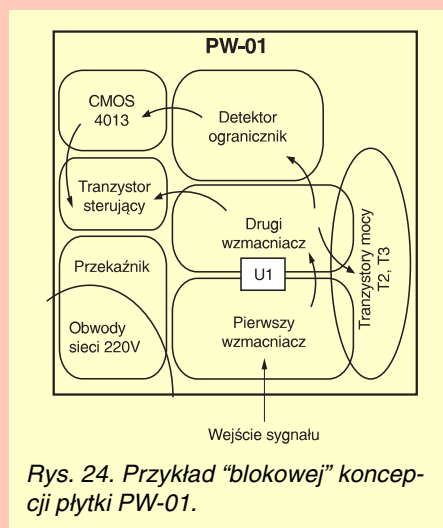 PW-01
CMOS
4013
Detektor
ogranicznik
Tranzystor
sterujący
Drugi
wzmacniacz
Tranzystory mocy
T2, T3
Przekaźnik
U1
Obwody
sieci 220V
Pierwszy
wzmacniacz
Wejście sygnału
Rys. 24. Przykład “blokowej” koncep-
cji płytki PW-01.